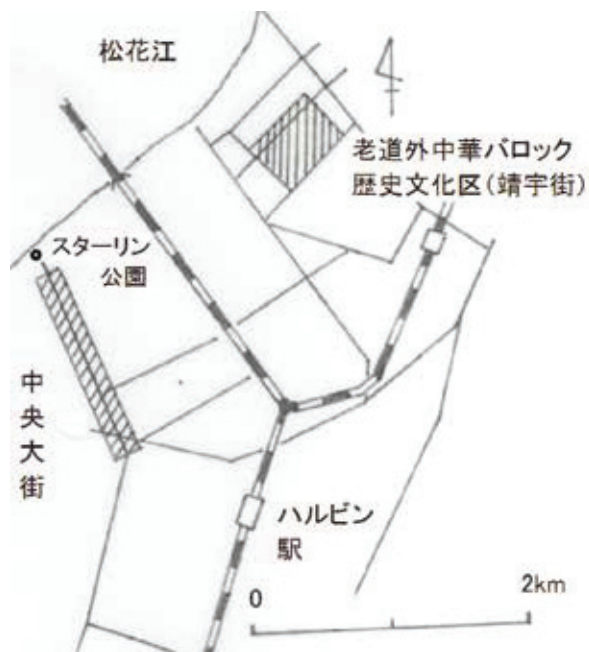 松花江
老道外中華バロック
歴史文化区(靖宇街)
スターリン
公園
中央大街
ハルビン
駅
0
2km